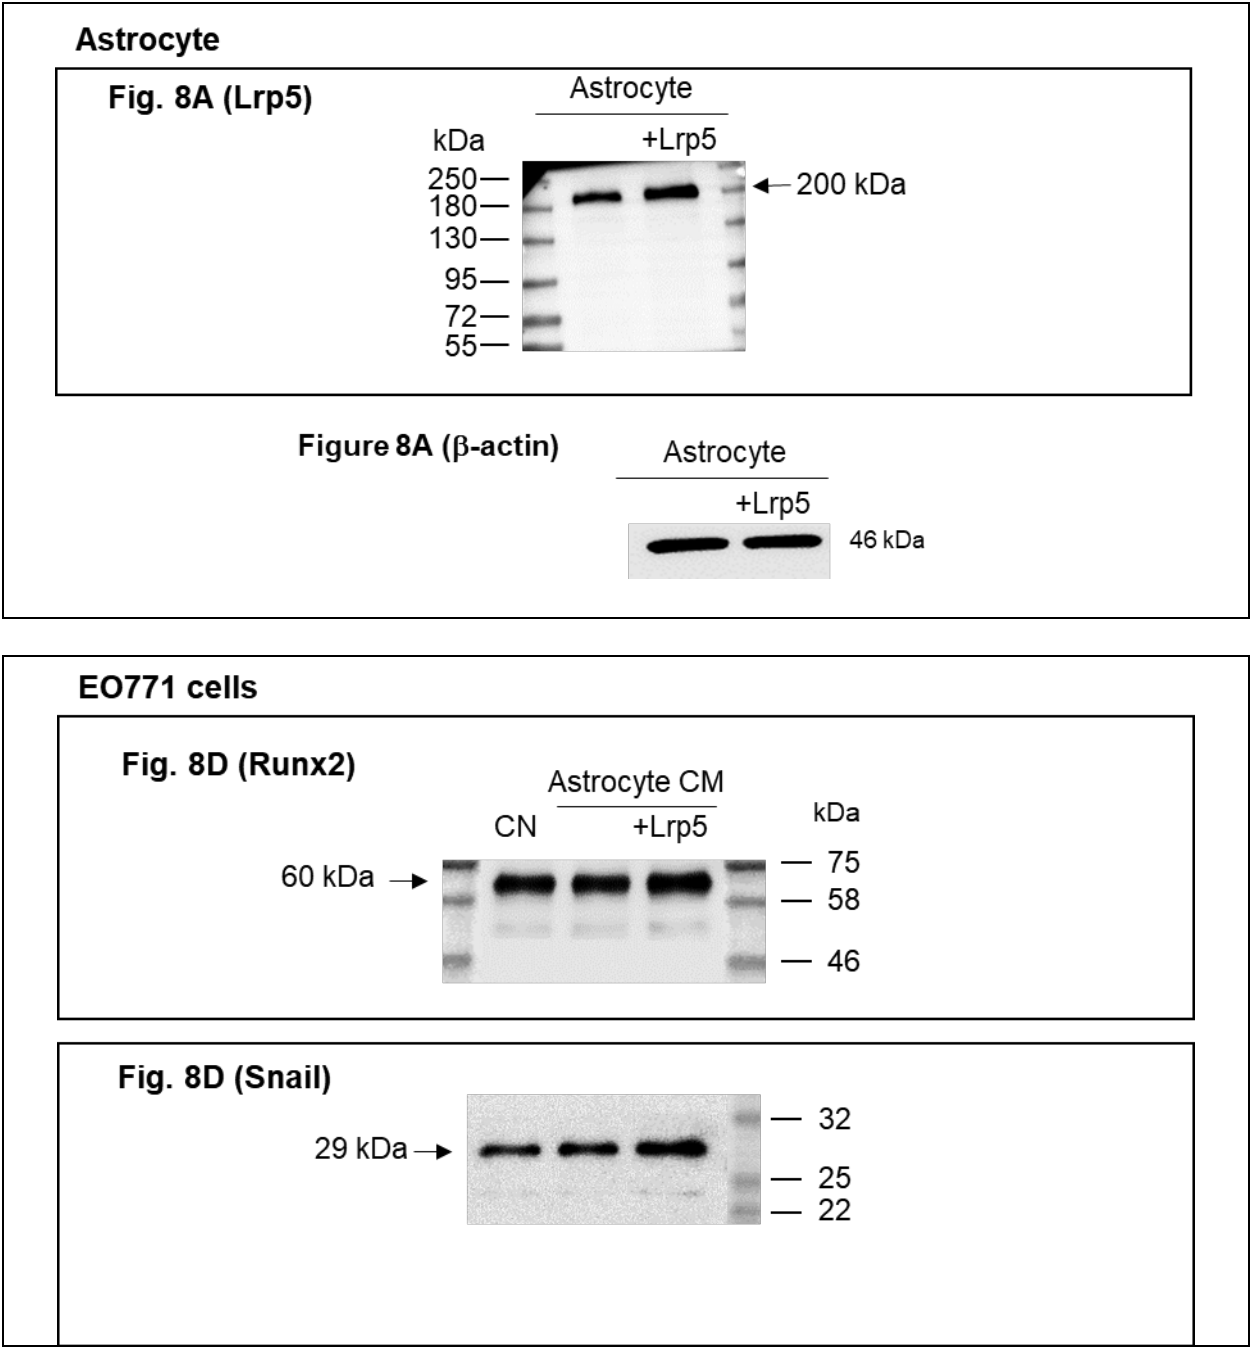 Astrocyte
Fig. 8A (Lrp5)
Astrocyte
+Lrp5
kDa
250
180
130
95
72
55
200 kDa
Figure 8A (β-actin)
Astrocyte
+Lrp5
46 kDa
EO771 cells
Fig. 8D (Runx2)
Astrocyte CM
CN +Lrp5
kDa
60 kDa
75
58
46
Fig. 8D (Snail)
29 kDa
32
25
22